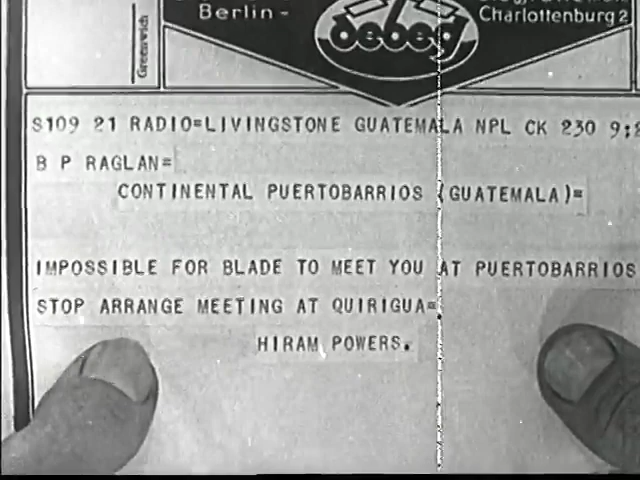 Berlin -
Charlottenburg 2
Greenwich
debeg
S109 21 RADIO=LIVINGSTONE GUATEMALA NPL CK 230 9;
B P RAGLAN=
CONTINENTAL PUERTOBARRIOS (GUATEMALA)=
IMPOSSIBLE FOR BLADE TO MEET YOU AT PUERTOBARRIOS
STOP ARRANGE MEETING AT QUIRIGUA=
HIRAM POWERS.